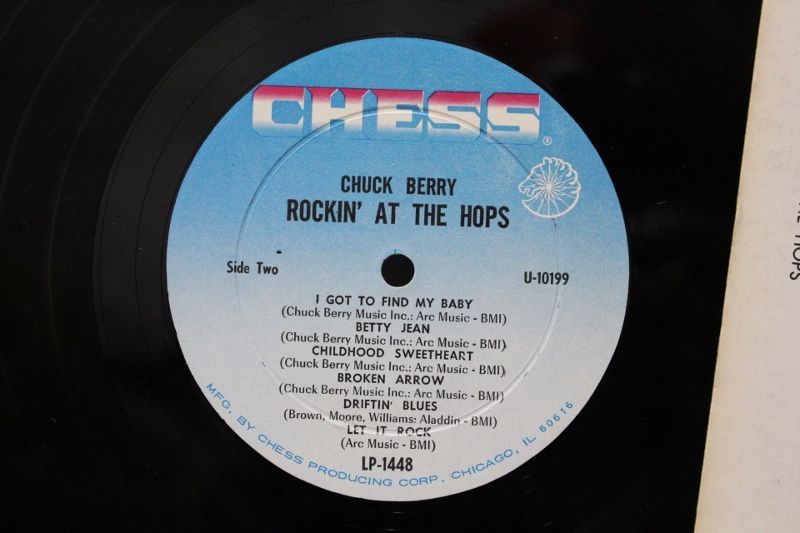 CHESS
®
CHUCK BERRY
ROCKIN' AT THE HOPS
Side Two
U-10199
I GOT TO FIND MY BABY
(Chuck Berry Music Inc.: Arc Music - BMI)
BETTY JEAN
(Chuck Berry Music Inc.: Arc Music - BMI)
CHILDHOOD SWEETHEART
(Chuck Berry Music Inc.: Arc Music - BMI)
BROKEN ARROW
(Chuck Berry Music Inc.: Arc Music - BMI)
DRIFTIN' BLUES
(Brown, Moore, Williams: Aladdin - BMI)
LET IT ROCK
(Arc Music - BMI)
LP-1448
MFG. BY CHESS PRODUCING CORP. CHICAGO, IL 60616
HOPS